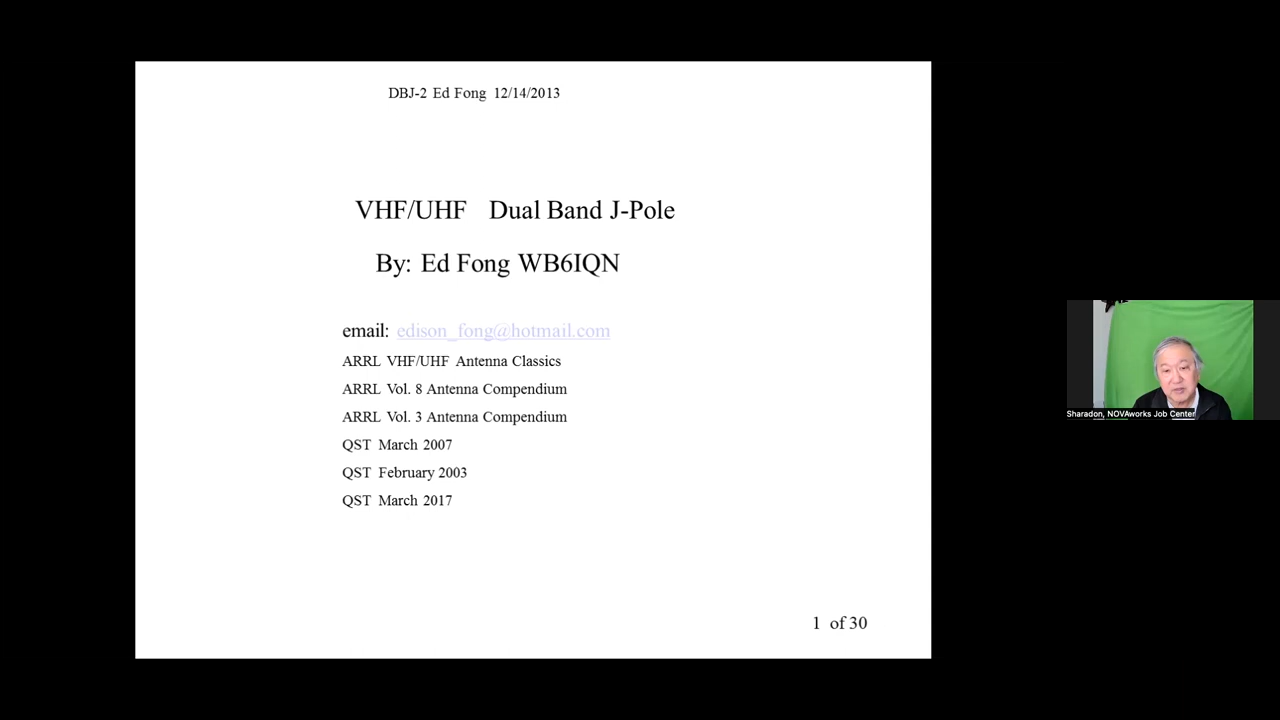 DBJ-2 Ed Fong 12/14/2013
VHF/UHF Dual Band J-Pole
By: Ed Fong WB6IQN
email: edison_fong@hotmail.com
ARRL VHF/UHF Antenna Classics
ARRL Vol. 8 Antenna Compendium
ARRL Vol. 3 Antenna Compendium
QST March 2007
QST February 2003
QST March 2017
1 of 30
Sharadon, NOVAworks Job Center